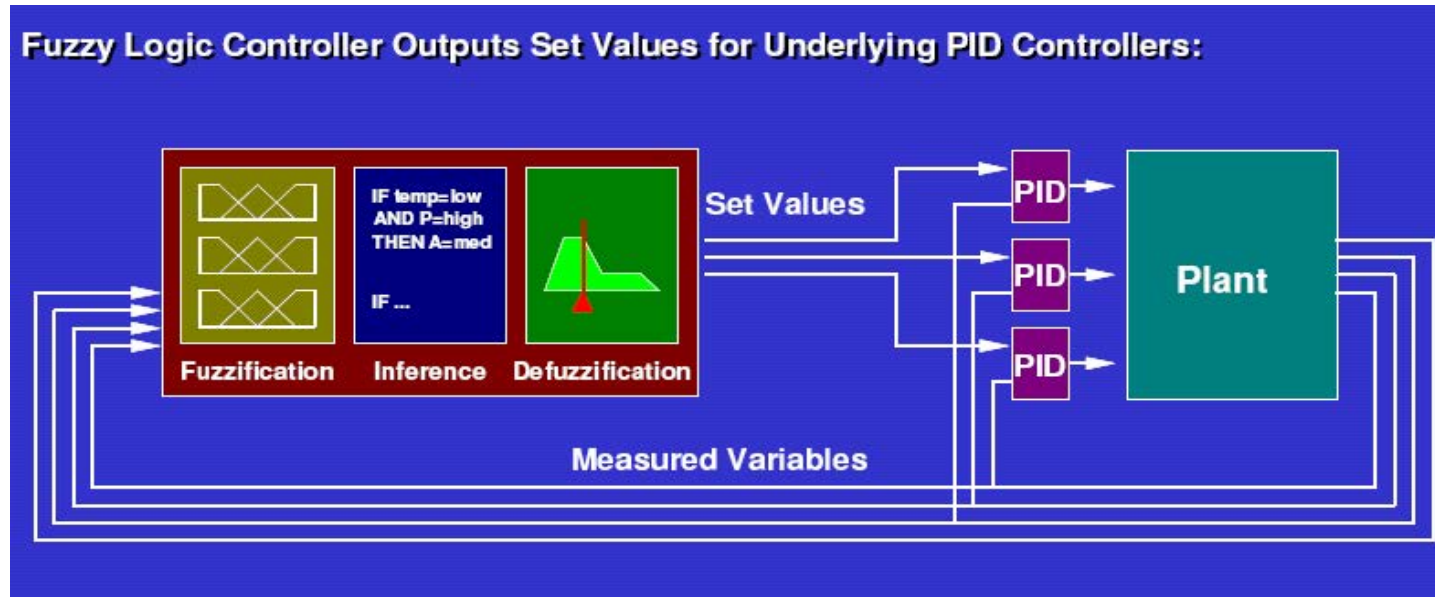 Fuzzy Logic Controller Outputs Set Values for Underlying PID Controllers:
IF temp=low
AND P=high
THEN A=med
IF ...
Fuzzification
Inference
Defuzzification
Set Values
PID
PID
PID
Plant
Measured Variables